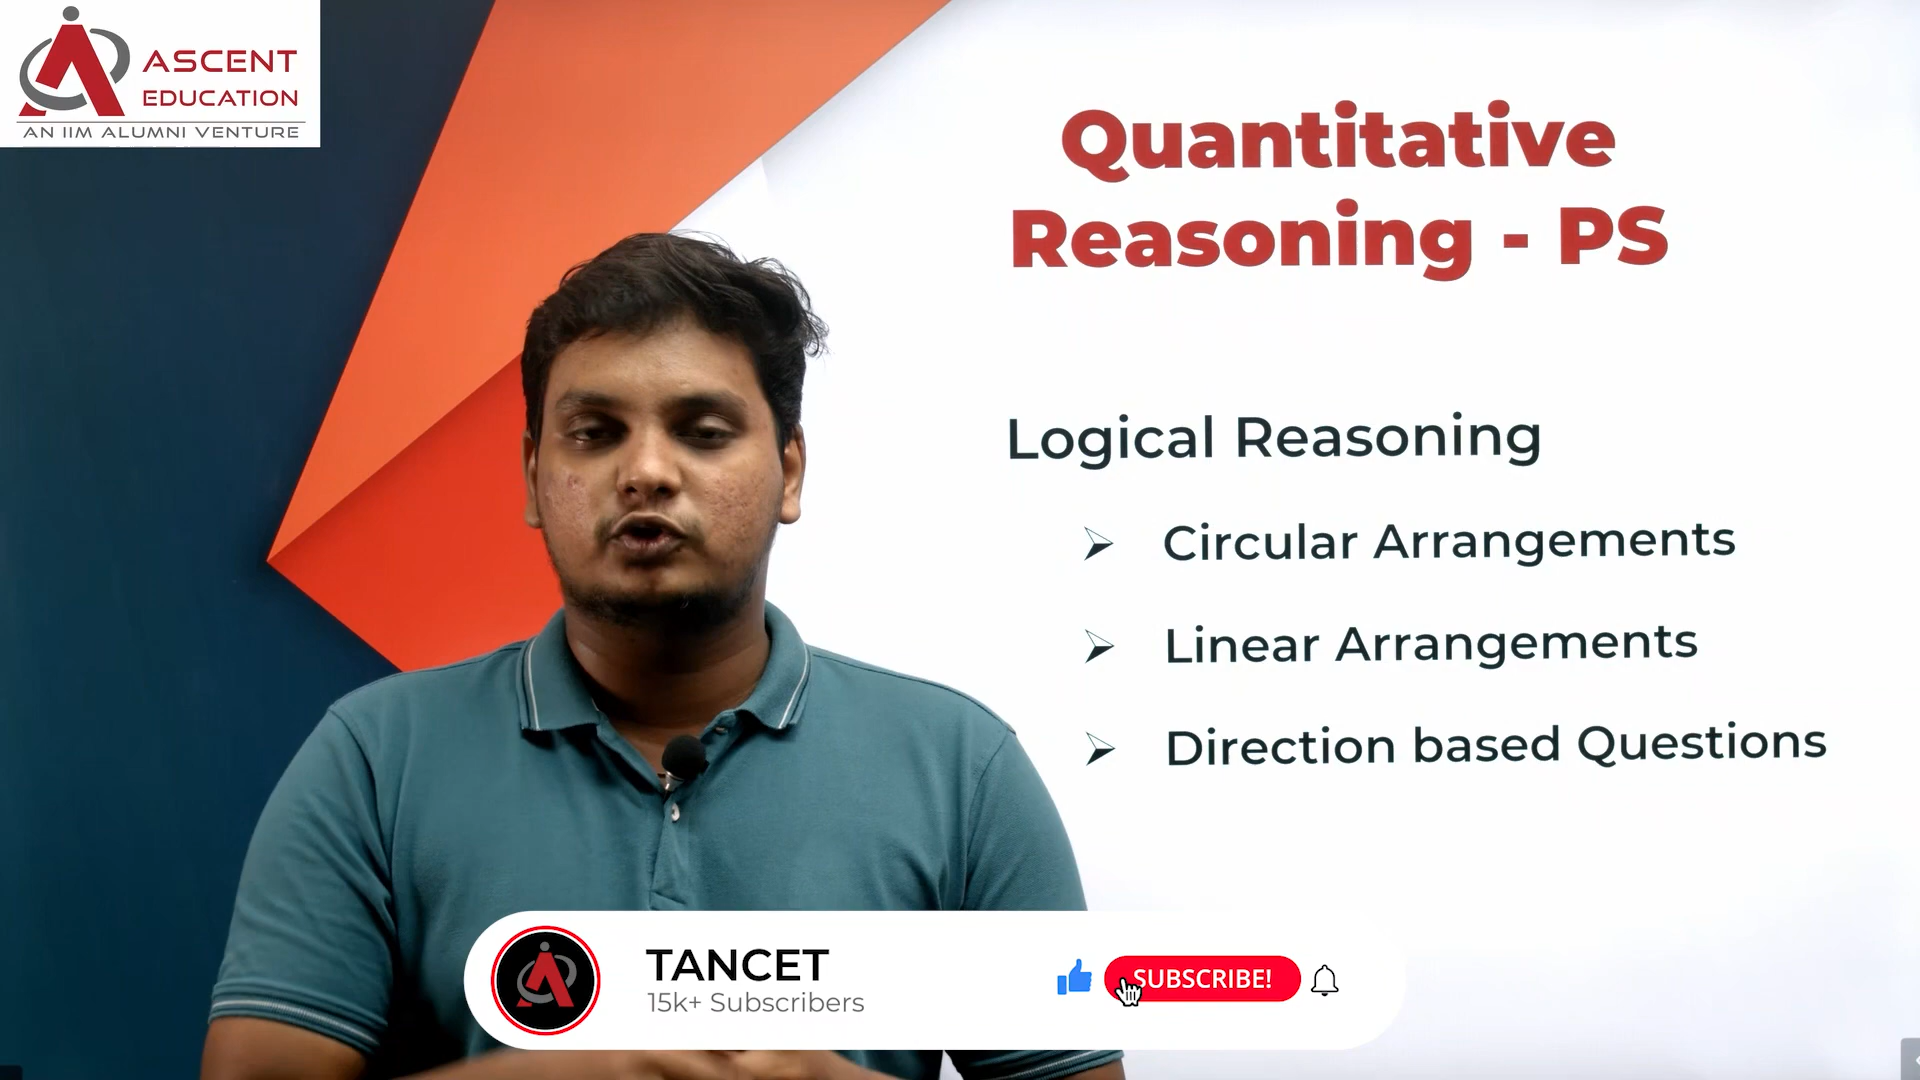 ASCENT
EDUCATION
AN IIM ALUMNI VENTURE
Quantitative
Reasoning - PS
Logical Reasoning
Circular Arrangements
Linear Arrangements
Direction based Questions
TANCET
15k+ Subscribers
SUBSCRIBE!